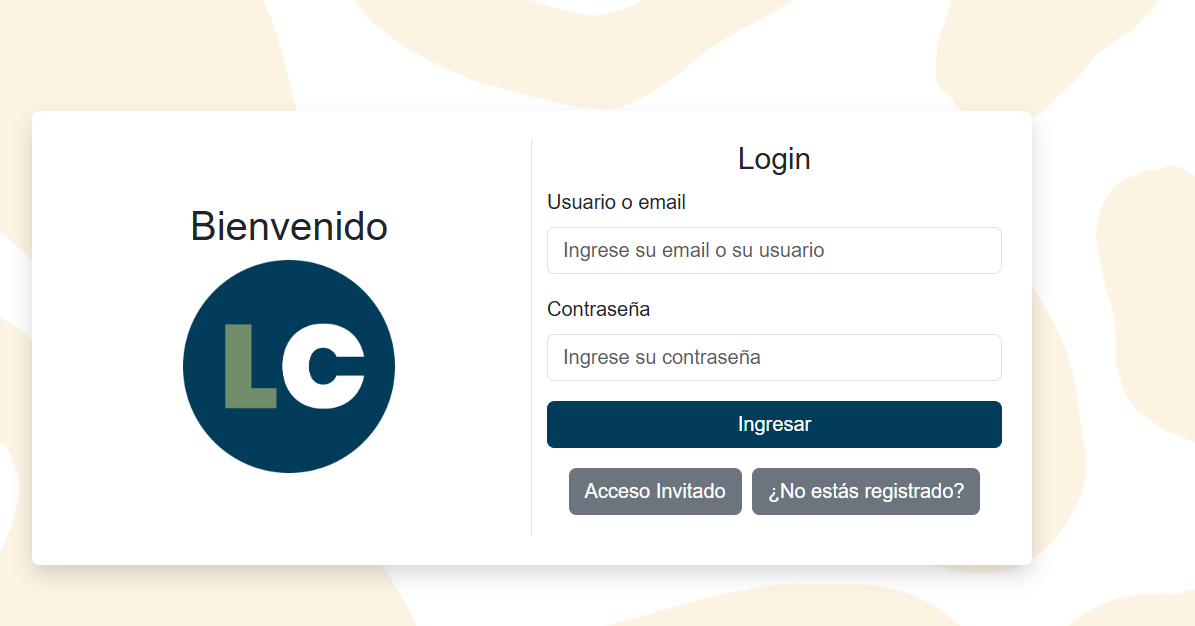 Bienvenido
LC
Login
Usuario o email
Ingrese su email o su usuario
Contraseña
Ingrese su contraseña
Ingresar
Acceso Invitado
¿No estás registrado?